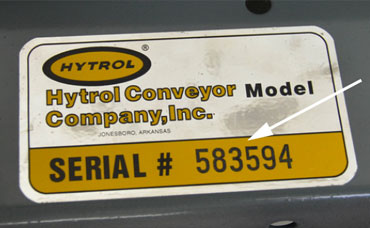 HYTROL®
Hytrol Conveyor Model
Company, Inc.
JONESBORO, ARKANSAS
SERIAL # 583594